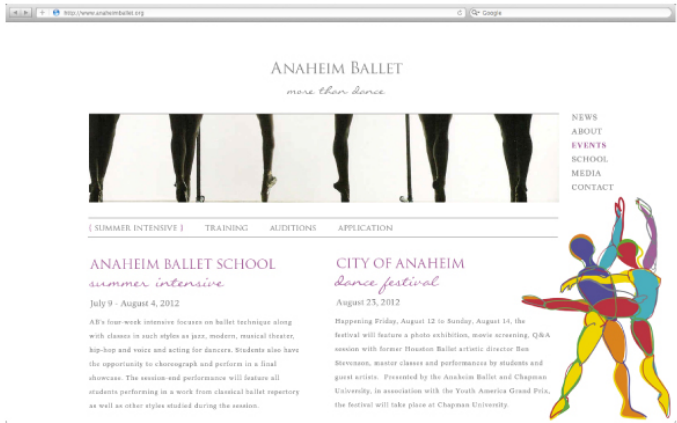 http://www.anaheimballet.org
Google
ANAHEIM BALLET
more than dance
NEWS
ABOUT
EVENTS
SCHOOL
MEDIA
CONTACT
{ SUMMER INTENSIVE }
TRAINING
AUDITIONS
APPLICATION
ANAHEIM BALLET SCHOOL
summer intensive
July 9 - August 4, 2012
AB's four-week intensive focuses on ballet technique along
with classes in such styles as jazz, modern, musical theater,
hip-hop and voice and acting for dancers. Students also have
the opportunity to choreograph and perform in a final
showcase. The session-end performance will feature all
students performing in a work from classical ballet repertory
as well as other styles studied during the session.
CITY OF ANAHEIM
dance festival
August 23, 2012
Happening Friday, August 12 to Sunday, August 14, the
festival will feature a photo exhibition, movie screening, Q&A
session with former Houston Ballet artistic director Ben
Stevenson, master classes and performances by students and
guest artists. Presented by the Anaheim Ballet and Chapman
University, in association with the Youth America Grand Prix,
the festival will take place at Chapman University.